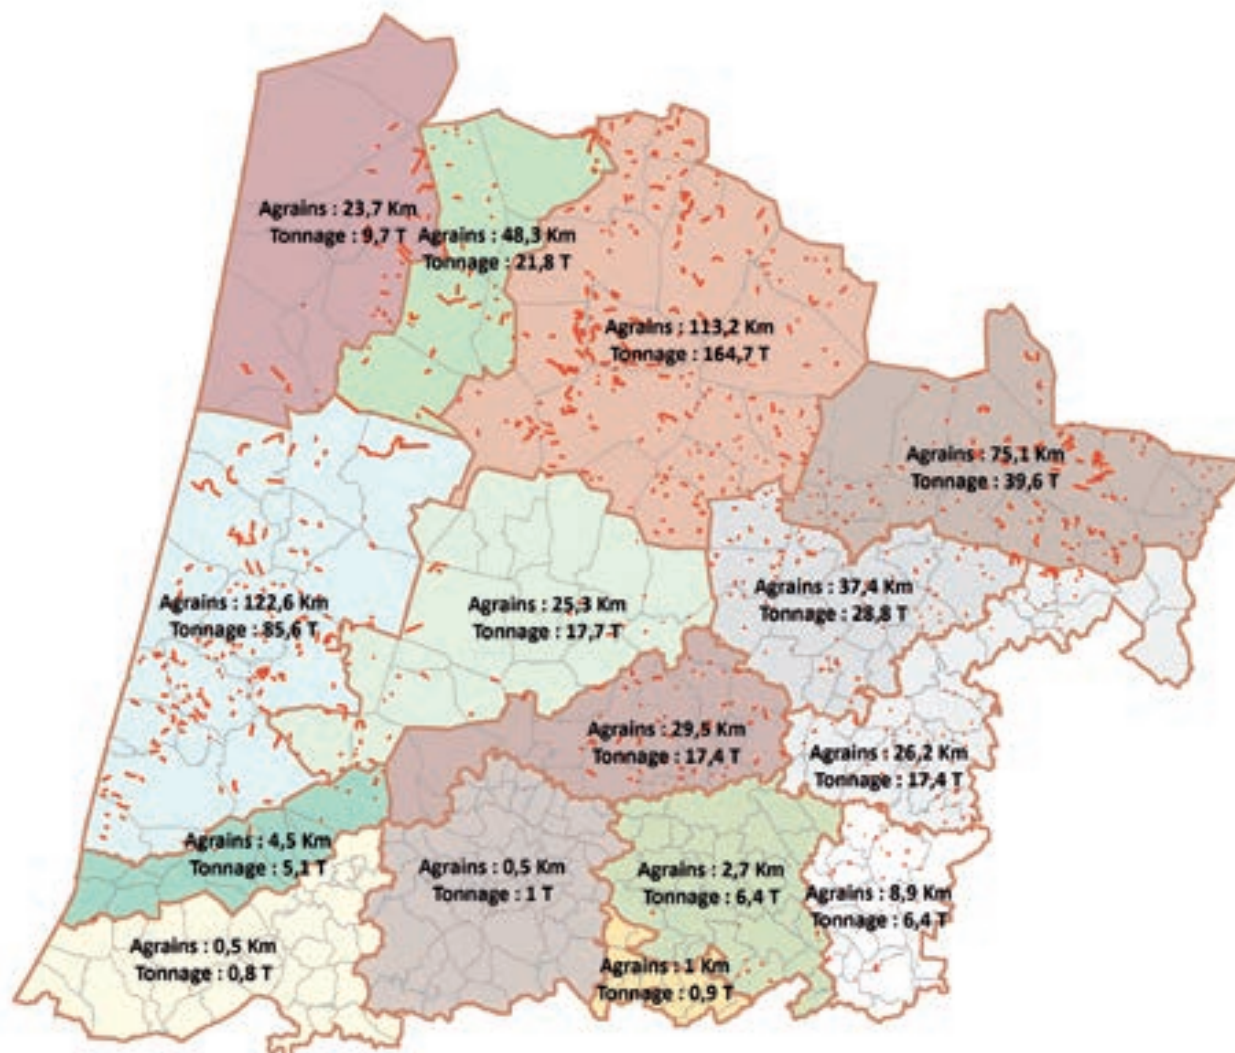 Agrains : 23,7 Km
Tonnage : 9,7 T
Agrains : 48,3 Km
Tonnage : 21,8 T
Agrains : 113,2 Km
Tonnage : 164,7 T
Agrains : 75,1 Km
Tonnage : 39,6 T
Agrains : 122,6 Km
Tonnage : 85,6 T
Agrains : 25,3 Km
Tonnage : 17,7 T
Agrains : 37,4 Km
Tonnage : 28,8 T
Agrains : 29,5 Km
Tonnage : 17,4 T
Agrains : 26,2 Km
Tonnage : 17,4 T
Agrains : 4,5 Km
Tonnage : 5,1 T
Agrains : 0,5 Km
Tonnage : 1 T
Agrains : 2,7 Km
Tonnage : 6,4 T
Agrains : 8,9 Km
Tonnage : 6,4 T
Agrains : 0,5 Km
Tonnage : 0,8 T
Agrains : 1 Km
Tonnage : 0,9 T